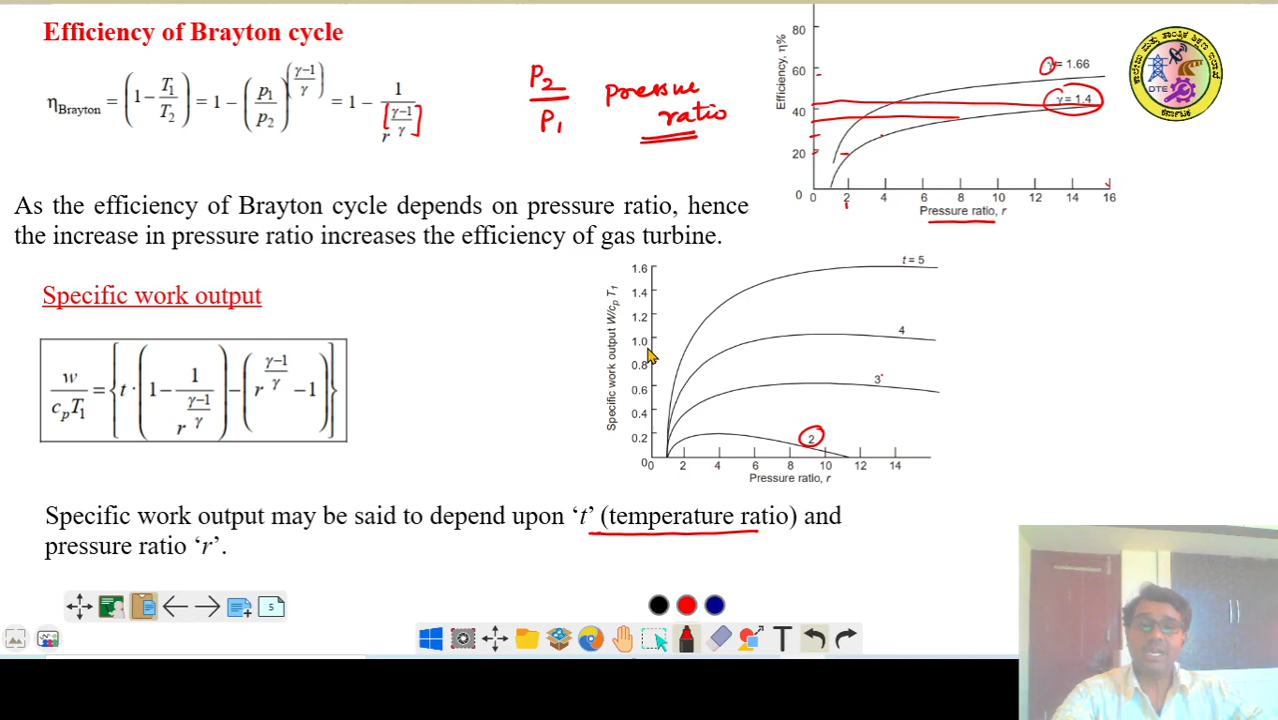 Efficiency of Brayton cycle
η_Brayton = (1 − T₁/T₂) = 1 − (p₁/p₂)^((γ−1)/γ) = 1 − 1/r^[(γ−1)/γ]
P₂/P₁
Pressure
ratio
As the efficiency of Brayton cycle depends on pressure ratio, hence
the increase in pressure ratio increases the efficiency of gas turbine.
Efficiency, η%
80
60
40
20
0
0 2 4 6 8 10 12 14 16
Pressure ratio, r
γ = 1.66
γ = 1.4
DTE
Specific work output
w/(c_pT₁) = {t · (1 − 1/r^((γ−1)/γ)) − (r^((γ−1)/γ) − 1)}
Specific work output W/c_p T₁
1.6
1.4
1.2
1.0
0.8
0.6
0.4
0.2
0
0 2 4 6 8 10 12 14
Pressure ratio, r
t = 5
4
3
2
Specific work output may be said to depend upon ‘t’ (temperature ratio) and
pressure ratio ‘r’.
5
T